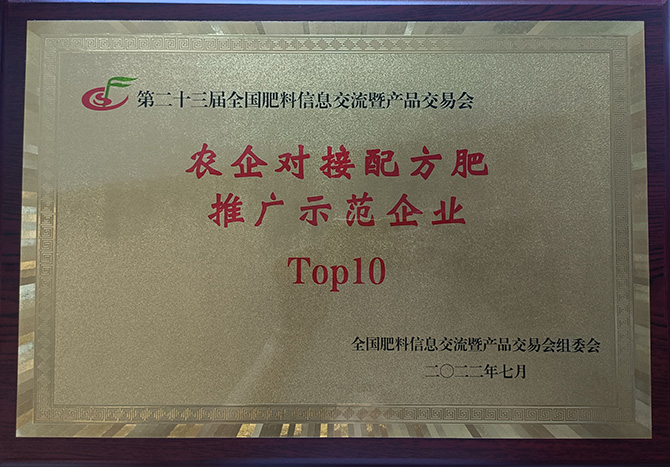 第二十三届全国肥料信息交流暨产品交易会
农企对接配方肥
推广示范企业
Top10
全国肥料信息交流暨产品交易会组委会
二〇二二年七月